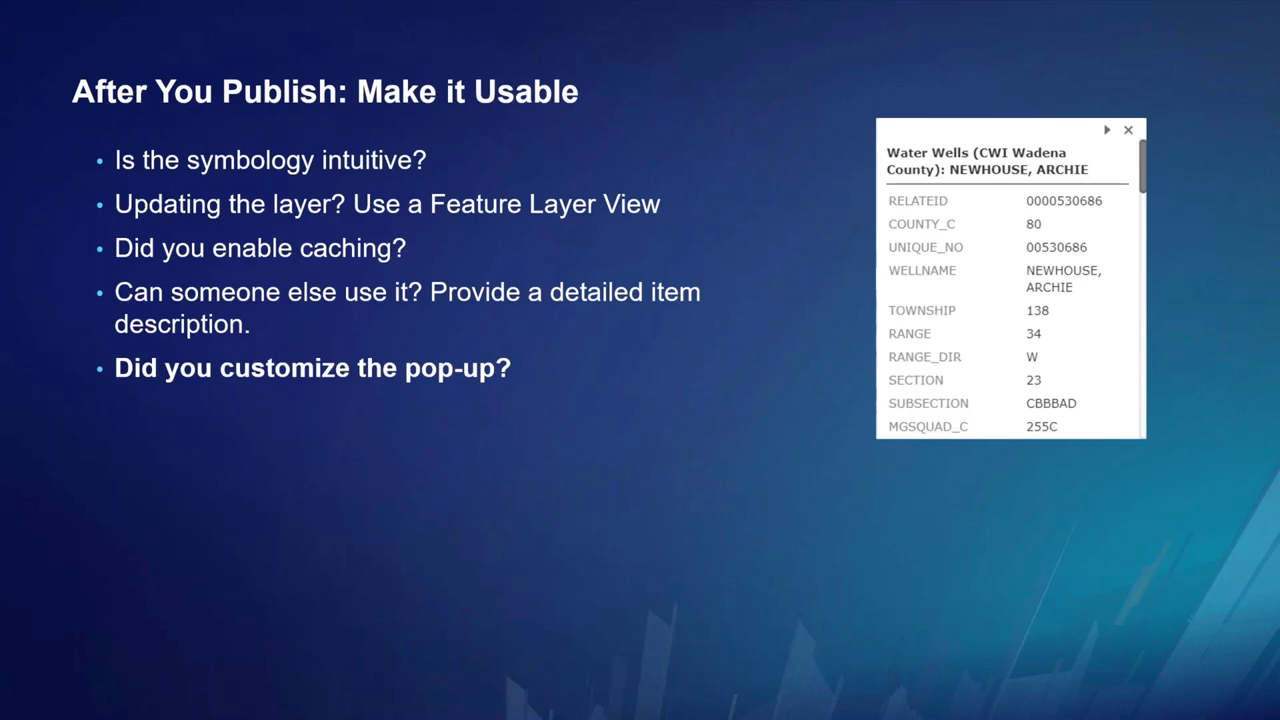 After You Publish: Make it Usable
• Is the symbology intuitive?
• Updating the layer? Use a Feature Layer View
• Did you enable caching?
• Can someone else use it? Provide a detailed item
description.
• Did you customize the pop-up?
Water Wells (CWI Wadena
County): NEWHOUSE, ARCHIE
RELATEID 0000530686
COUNTY_C 80
UNIQUE_NO 00530686
WELLNAME NEWHOUSE,
ARCHIE
TOWNSHIP 138
RANGE 34
RANGE_DIR W
SECTION 23
SUBSECTION CBBBAD
MGSQUAD_C 255C